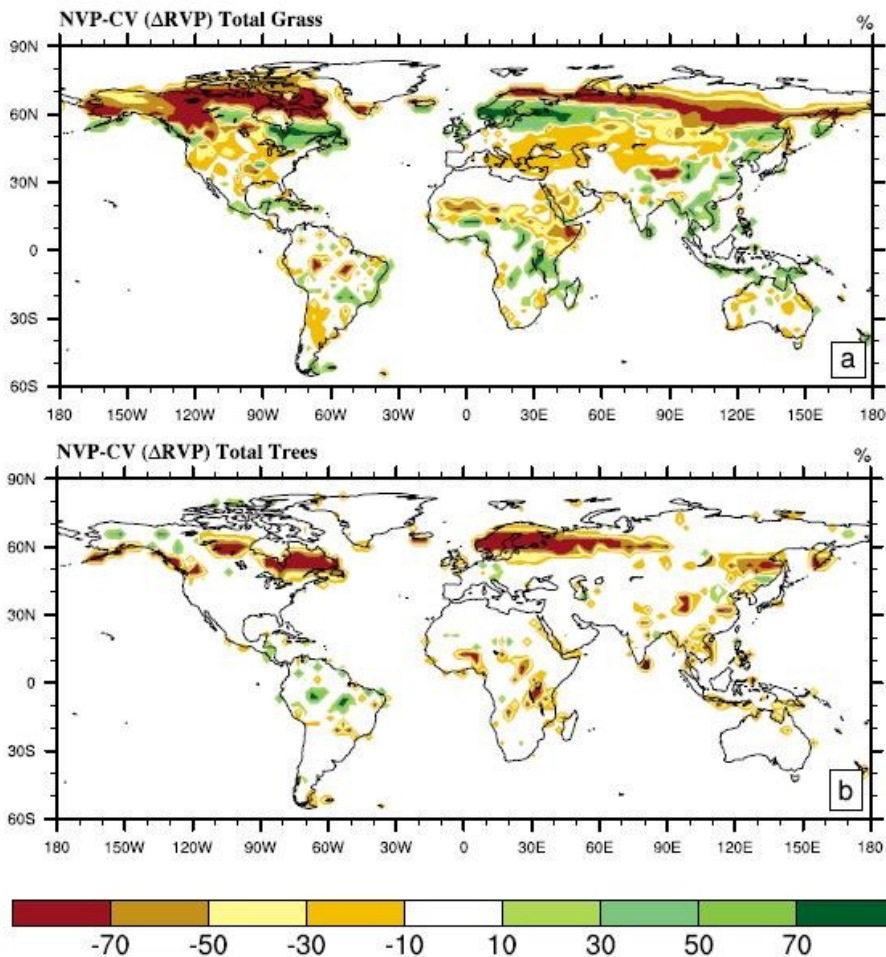 NVP-CV (ΔRVP) Total Grass %
90N
60N
30N
0
30S
60S
a
180 150W 120W 90W 60W 30W 0 30E 60E 90E 120E 150E 180
NVP-CV (ΔRVP) Total Trees %
90N
60N
30N
0
30S
60S
b
180 150W 120W 90W 60W 30W 0 30E 60E 90E 120E 150E 180
-70 -50 -30 -10 10 30 50 70